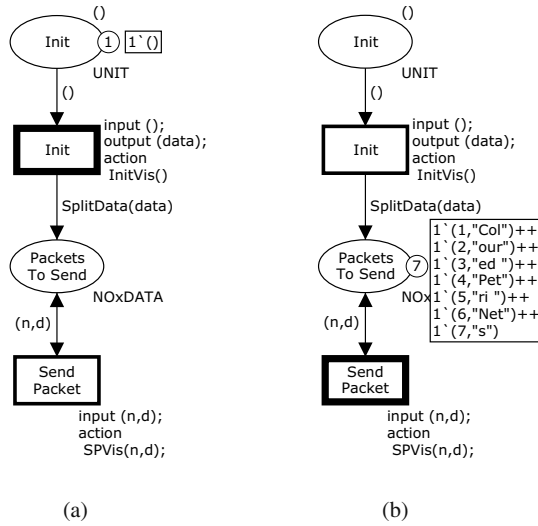 ()
Init
1
1`()
UNIT
()
Init
input ();
output (data);
action
InitVis()
SplitData(data)
Packets
To Send
NOxDATA
(n,d)
Send
Packet
input (n,d);
action
SPVis(n,d);
(a)
()
Init
UNIT
()
Init
input ();
output (data);
action
InitVis()
SplitData(data)
Packets
To Send
7
1`(1,"Col")++
1`(2,"our")++
1`(3,"ed ")++
1`(4,"Pet")++
1`(5,"ri ")++
1`(6,"Net")++
1`(7,"s")
NOx
(n,d)
Send
Packet
input (n,d);
action
SPVis(n,d);
(b)